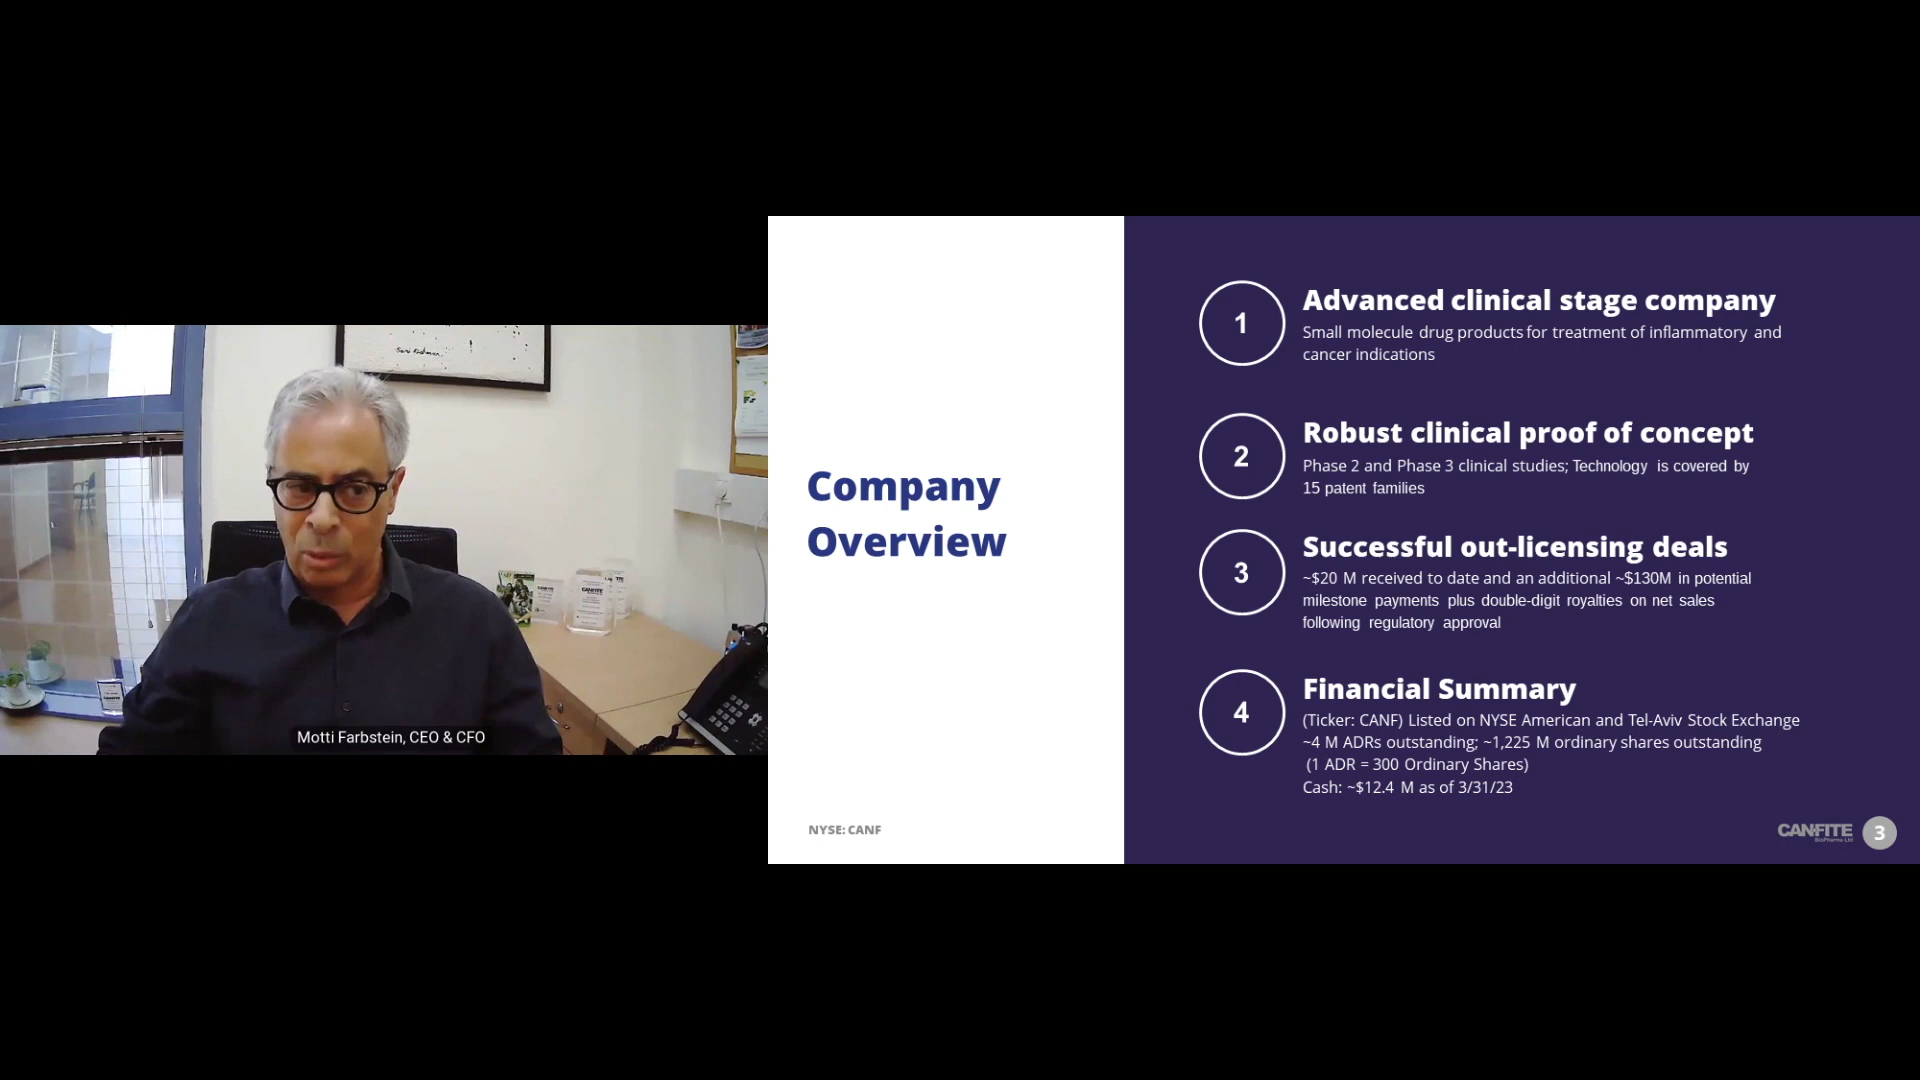 Motti Farbstein, CEO & CFO
Company
Overview
NYSE: CANF
1
Advanced clinical stage company
Small molecule drug products for treatment of inflammatory and
cancer indications
2
Robust clinical proof of concept
Phase 2 and Phase 3 clinical studies; Technology is covered by
15 patent families
3
Successful out-licensing deals
~$20 M received to date and an additional ~$130M in potential
milestone payments plus double-digit royalties on net sales
following regulatory approval
4
Financial Summary
(Ticker: CANF) Listed on NYSE American and Tel-Aviv Stock Exchange
~4 M ADRs outstanding; ~1,225 M ordinary shares outstanding
(1 ADR = 300 Ordinary Shares)
Cash: ~$12.4 M as of 3/31/23
CANFITE
BioPharma Ltd
3